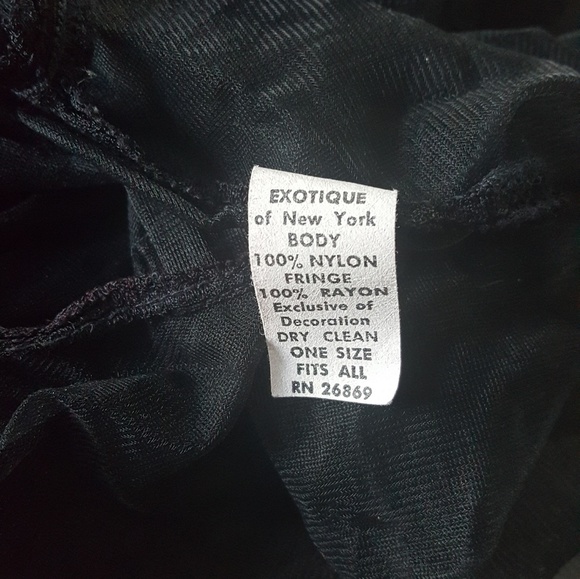 EXOTIQUE
of New York
BODY
100% NYLON
FRINGE
100% RAYON
Exclusive of
Decoration
DRY CLEAN
ONE SIZE
FITS ALL
RN 26869